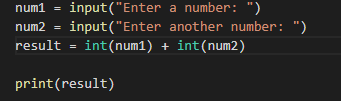 num1 = input("Enter a number: ")
num2 = input("Enter another number: ")
result = int(num1) + int(num2)
print(result)